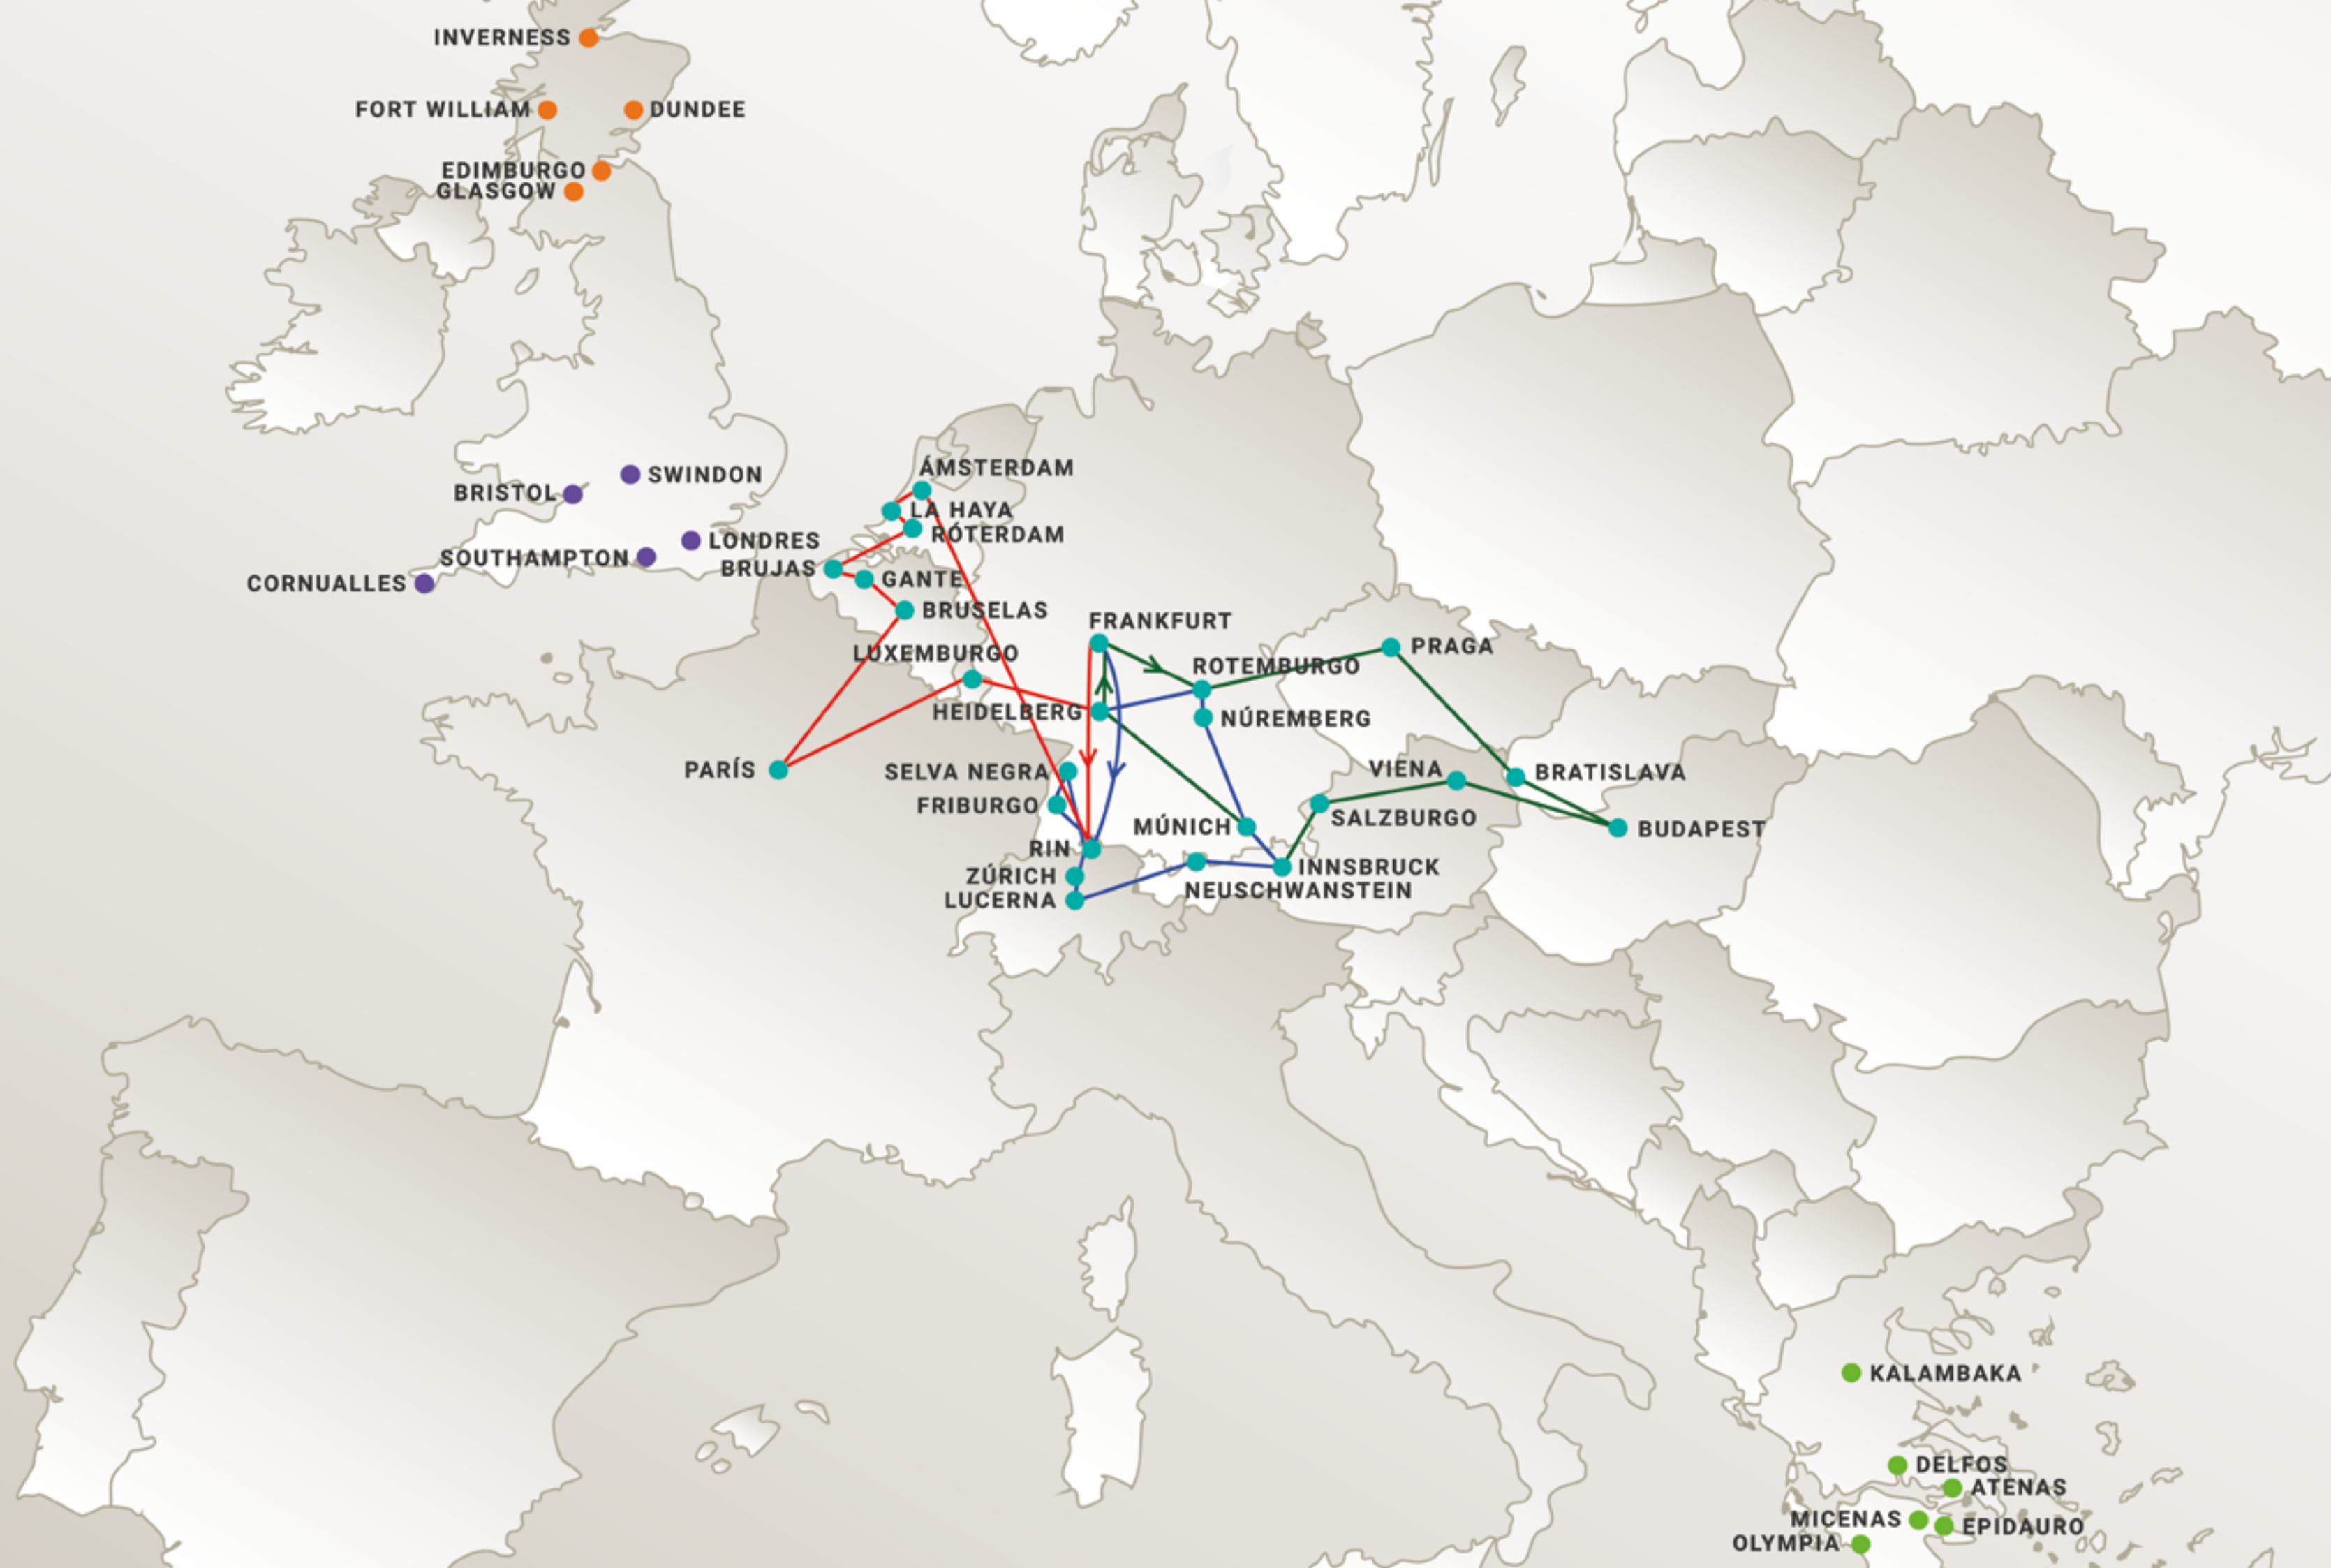 INVERNESS
FORT WILLIAM
DUNDEE
EDIMBURGO
GLASGOW
ÁMSTERDAM
SWINDON
BRISTOL
LA HAYA
RÓTERDAM
LONDRES
SOUTHAMPTON
BRUJAS
GANTE
CORNUALLES
BRUSELAS
FRANKFURT
PRAGA
LUXEMBURGO
ROTEMBURGO
HEIDELBERG
NÚREMBERG
PARÍS
SELVA NEGRA
VIENA
BRATISLAVA
FRIBURGO
SALZBURGO
MÚNICH
BUDAPEST
RIN
INNSBRUCK
ZÚRICH
NEUSCHWANSTEIN
LUCERNA
KALAMBAKA
DELFOS
ATENAS
MICENAS
EPIDAURO
OLYMPIA